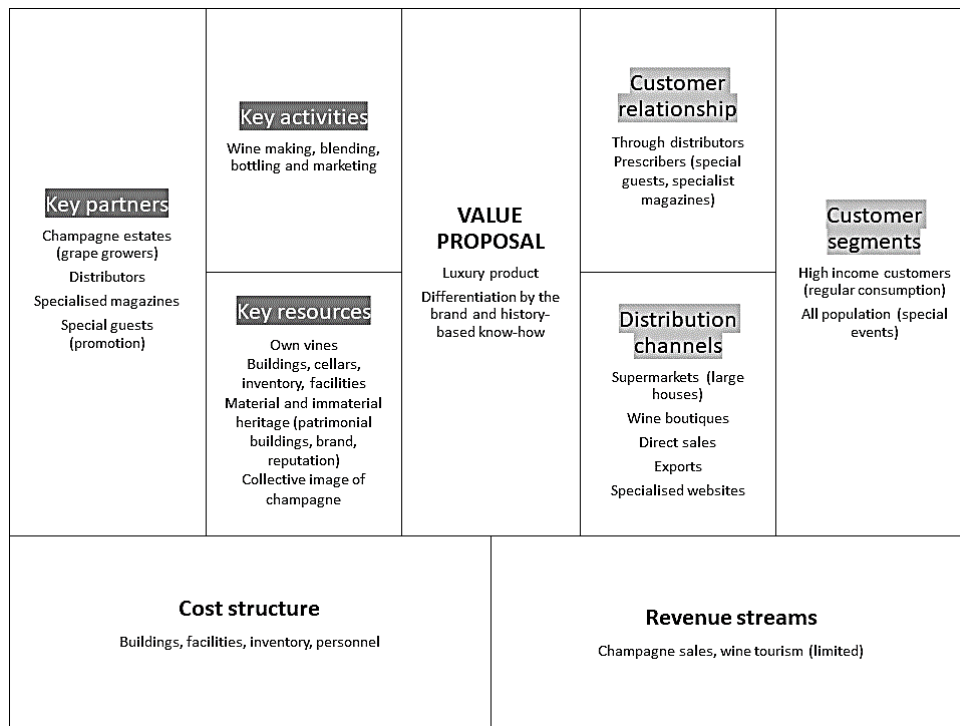 Key partners
Champagne estates
(grape growers)
Distributors
Specialised magazines
Special guests
(promotion)
Key activities
Wine making, blending,
bottling and marketing
Key resources
Own vines
Buildings, cellars,
inventory, facilities
Material and immaterial
heritage (patrimonial
buildings, brand,
reputation)
Collective image of
champagne
VALUE
PROPOSAL
Luxury product
Differentiation by the
brand and history-
based know-how
Customer
relationship
Through distributors
Prescribers (special
guests, specialist
magazines)
Distribution
channels
Supermarkets (large
houses)
Wine boutiques
Direct sales
Exports
Specialised websites
Customer
segments
High income customers
(regular consumption)
All population (special
events)
Cost structure
Buildings, facilities, inventory, personnel
Revenue streams
Champagne sales, wine tourism (limited)